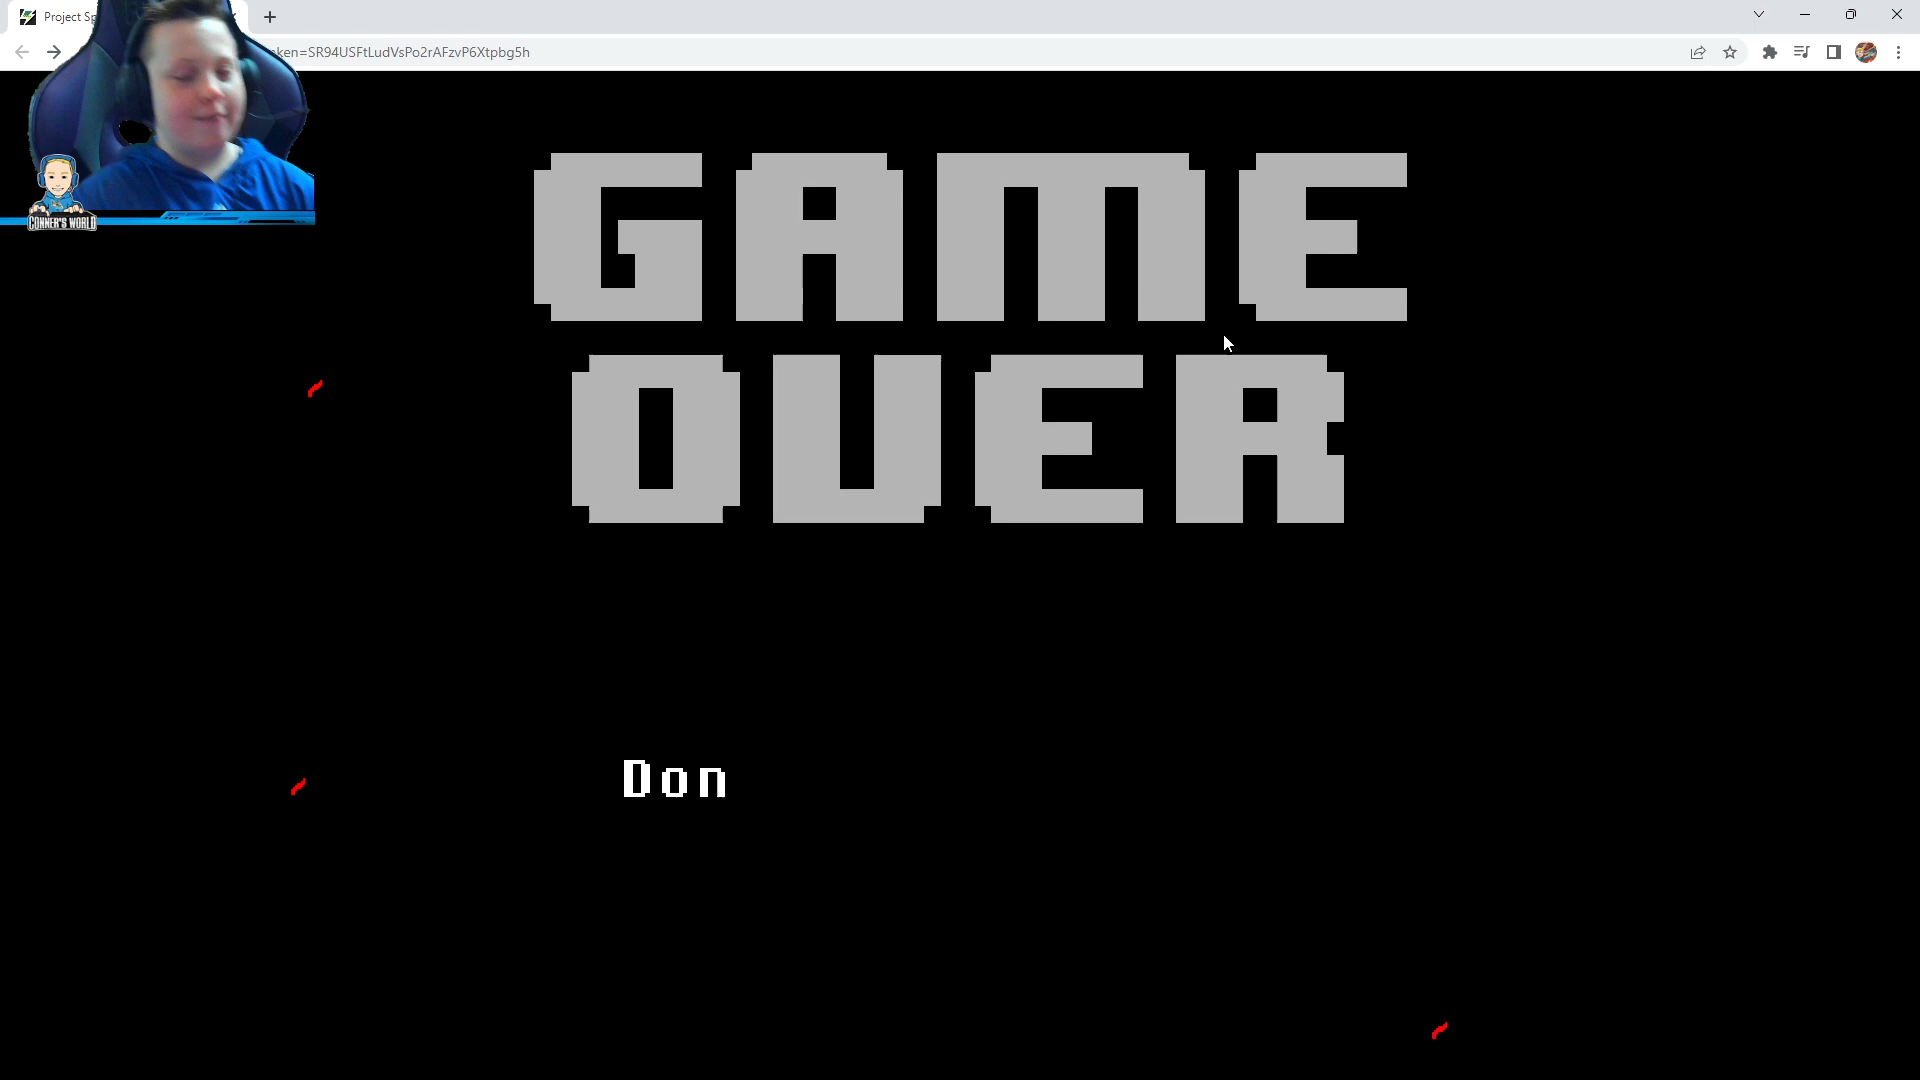 Project Sp
ken=SR94USFtLudVsPo2rAFzvP6Xtpbg5h
CONNER'S WORLD
GAME
OVER
Don